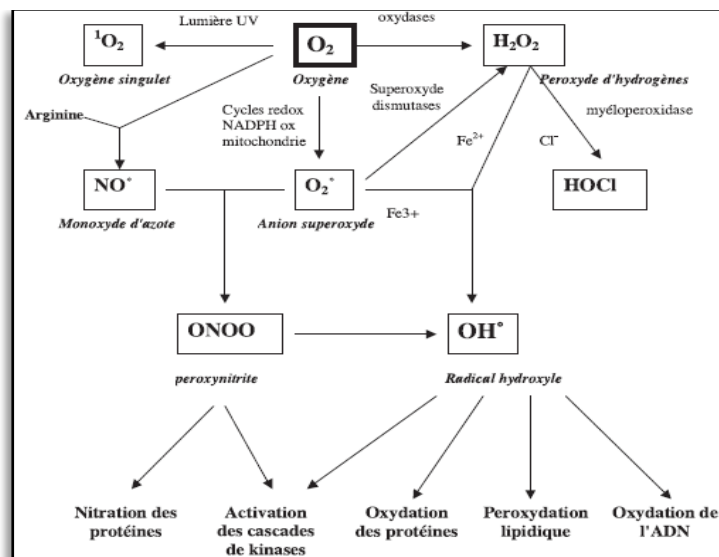 Lumière UV
oxydases
¹O₂
O₂
H₂O₂
Oxygène singulet
Oxygène
Peroxyde d'hydrogènes
Superoxyde
dismutases
Arginine
Cycles redox
NADPH ox
mitochondrie
myéloperoxidase
Fe²⁺
Cl⁻
NO°
O₂°
HOCl
Monoxyde d'azote
Anion superoxyde
Fe3+
ONOO
OH°
peroxynitrite
Radical hydroxyle
Nitration des
protéines
Activation
des cascades
de kinases
Oxydation
des protéines
Peroxydation
lipidique
Oxydation de
l'ADN